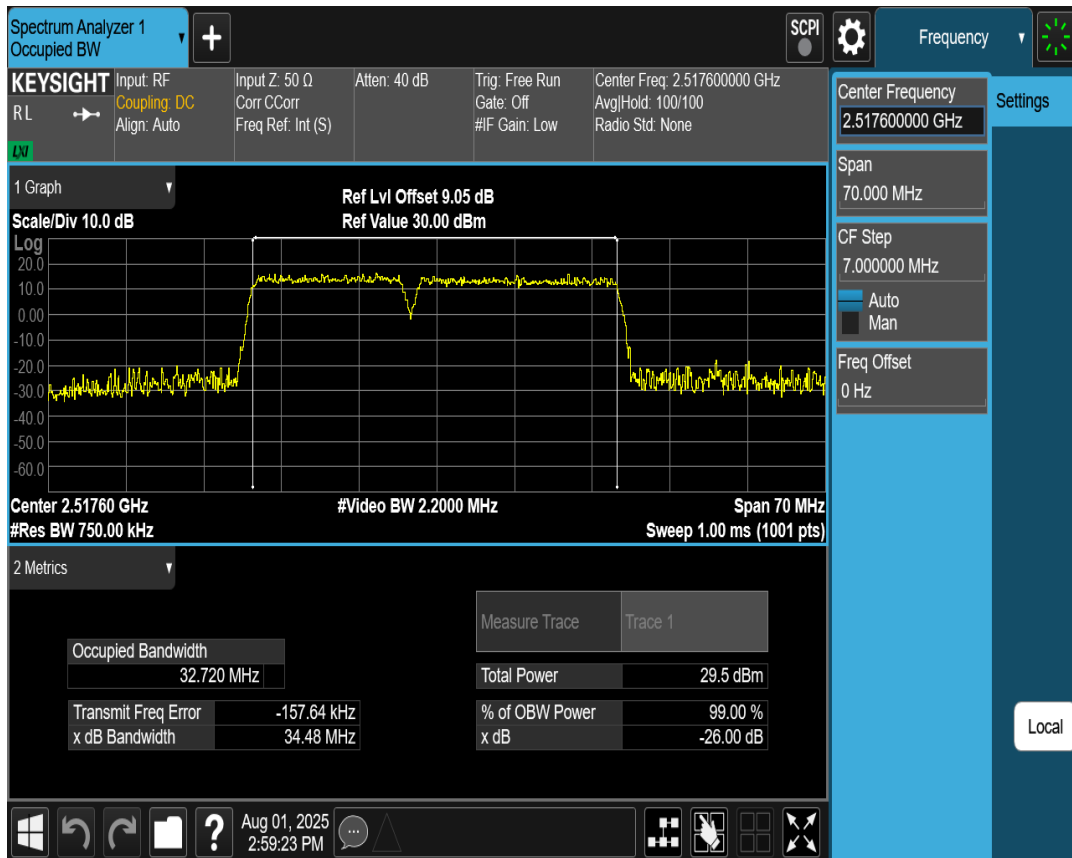 Spectrum Analyzer 1
Occupied BW
+
SCPI
Frequency
KEYSIGHT
RL
LXI
Input: RF
Coupling: DC
Align: Auto
Input Z: 50 Ω
Corr CCorr
Freq Ref: Int (S)
Atten: 40 dB
Trig: Free Run
Gate: Off
#IF Gain: Low
Center Freq: 2.517600000 GHz
Avg|Hold: 100/100
Radio Std: None
Center Frequency
2.517600000 GHz
Settings
Span
70.000 MHz
CF Step
7.000000 MHz
Auto
Man
Freq Offset
0 Hz
Local
1 Graph
Ref Lvl Offset 9.05 dB
Scale/Div 10.0 dB
Ref Value 30.00 dBm
Log
20.0
10.0
0.00
-10.0
-20.0
-30.0
-40.0
-50.0
-60.0
Center 2.51760 GHz
#Video BW 2.2000 MHz
Span 70 MHz
#Res BW 750.00 kHz
Sweep 1.00 ms (1001 pts)
2 Metrics
Measure Trace
Trace 1
Occupied Bandwidth
32.720 MHz
Total Power
29.5 dBm
Transmit Freq Error
-157.64 kHz
% of OBW Power
99.00 %
x dB Bandwidth
34.48 MHz
x dB
-26.00 dB
?
Aug 01, 2025
2:59:23 PM